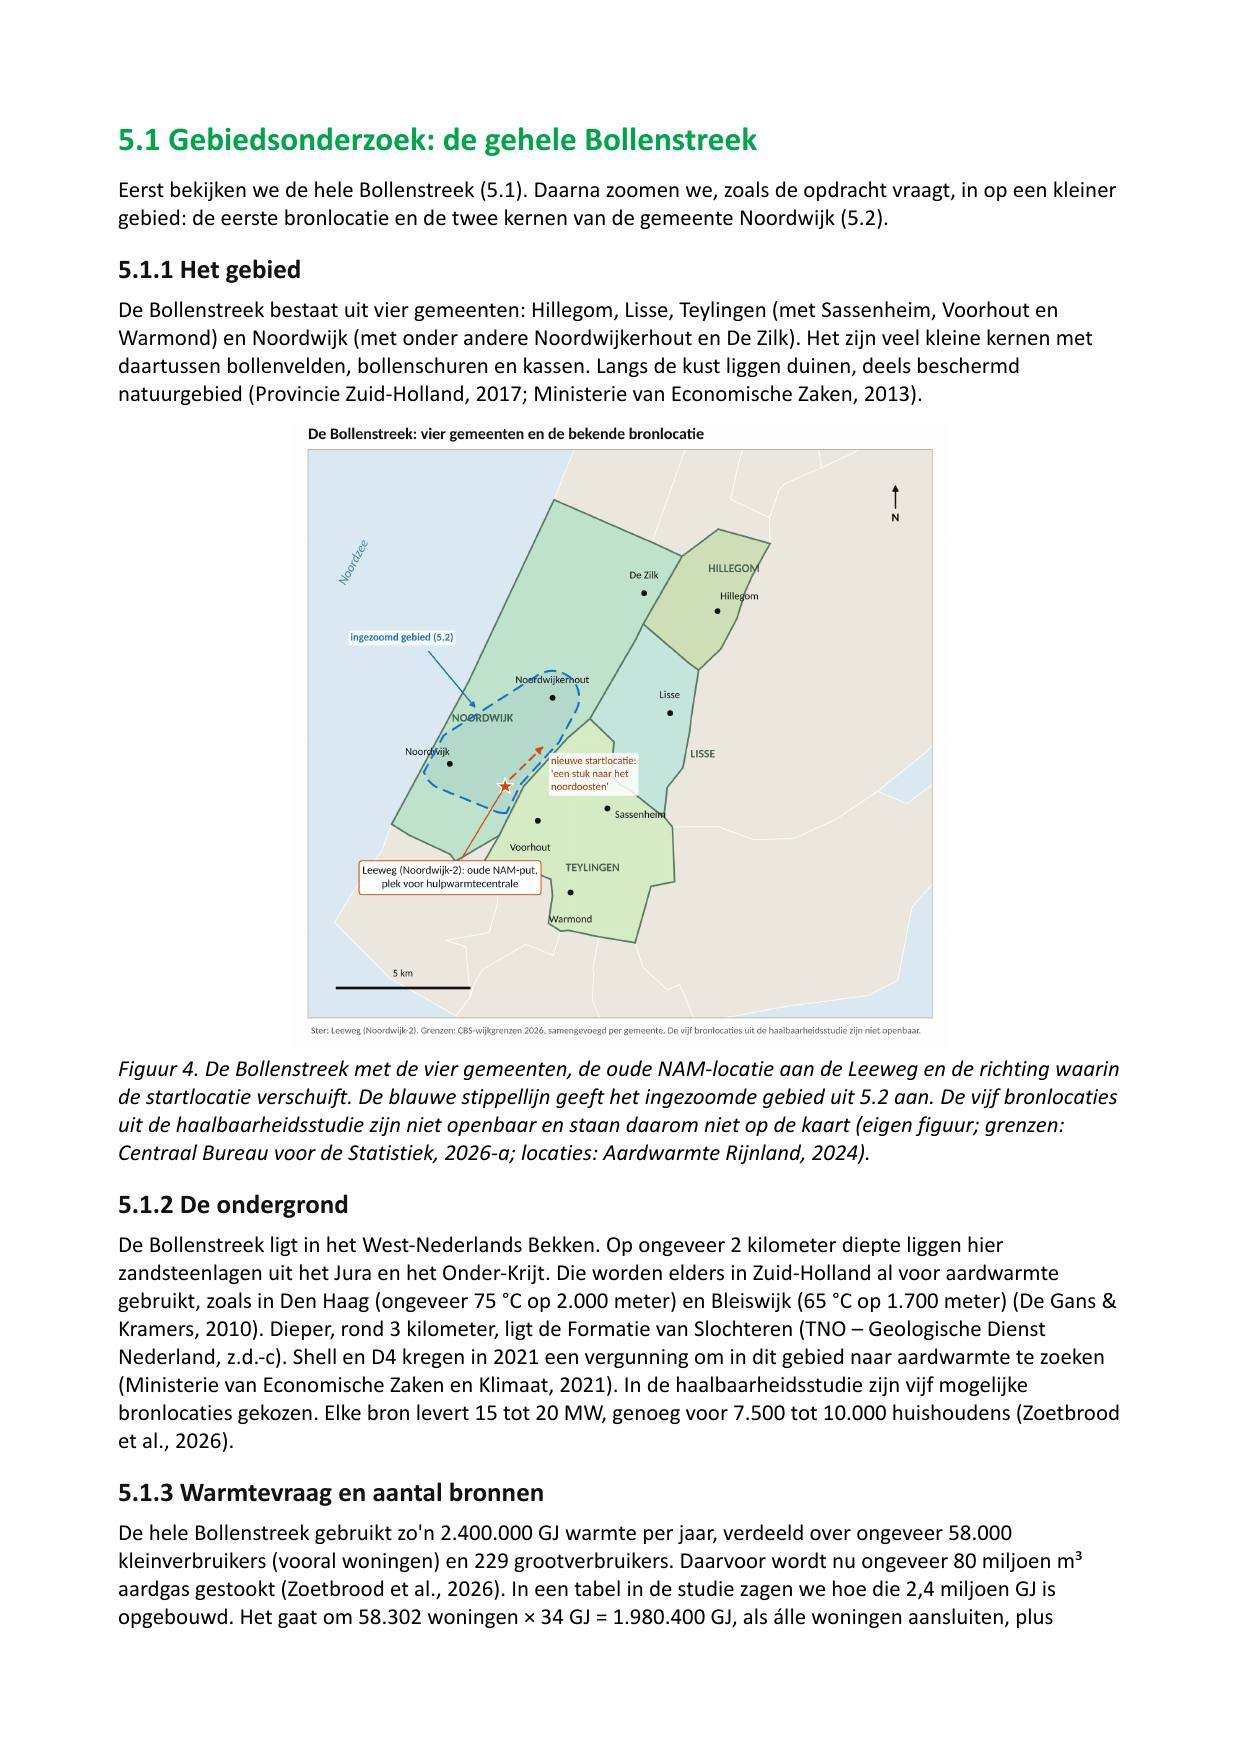 5.1 Gebiedsonderzoek: de gehele Bollenstreek
Eerst bekijken we de hele Bollenstreek (5.1). Daarna zoomen we, zoals de opdracht vraagt, in op een kleiner
gebied: de eerste bronlocatie en de twee kernen van de gemeente Noordwijk (5.2).
5.1.1 Het gebied
De Bollenstreek bestaat uit vier gemeenten: Hillegom, Lisse, Teylingen (met Sassenheim, Voorhout en
Warmond) en Noordwijk (met onder andere Noordwijkerhout en De Zilk). Het zijn veel kleine kernen met
daartussen bollenvelden, bollenschuren en kassen. Langs de kust liggen duinen, deels beschermd
natuurgebied (Provincie Zuid-Holland, 2017; Ministerie van Economische Zaken, 2013).
De Bollenstreek: vier gemeenten en de bekende bronlocatie
N
Noordzee
HILLEGOM
De Zilk
Hillegom
ingezoomd gebied (5.2)
Noordwijkerhout
Lisse
NOORDWIJK
Noordwijk
LISSE
nieuwe startlocatie:
'een stuk naar het
noordoosten'
Sassenheim
Voorhout
TEYLINGEN
Leeweg (Noordwijk-2): oude NAM-put,
plek voor hulpwarmtecentrale
Warmond
5 km
Ster: Leeweg (Noordwijk-2). Grenzen: CBS-wijkgrenzen 2026, samengevoegd per gemeente. De vijf bronlocaties uit de haalbaarheidsstudie zijn niet openbaar.
Figuur 4. De Bollenstreek met de vier gemeenten, de oude NAM-locatie aan de Leeweg en de richting waarin
de startlocatie verschuift. De blauwe stippellijn geeft het ingezoomde gebied uit 5.2 aan. De vijf bronlocaties
uit de haalbaarheidsstudie zijn niet openbaar en staan daarom niet op de kaart (eigen figuur; grenzen:
Centraal Bureau voor de Statistiek, 2026-a; locaties: Aardwarmte Rijnland, 2024).
5.1.2 De ondergrond
De Bollenstreek ligt in het West-Nederlands Bekken. Op ongeveer 2 kilometer diepte liggen hier
zandsteenlagen uit het Jura en het Onder-Krijt. Die worden elders in Zuid-Holland al voor aardwarmte
gebruikt, zoals in Den Haag (ongeveer 75 °C op 2.000 meter) en Bleiswijk (65 °C op 1.700 meter) (De Gans &
Kramers, 2010). Dieper, rond 3 kilometer, ligt de Formatie van Slochteren (TNO – Geologische Dienst
Nederland, z.d.-c). Shell en D4 kregen in 2021 een vergunning om in dit gebied naar aardwarmte te zoeken
(Ministerie van Economische Zaken en Klimaat, 2021). In de haalbaarheidsstudie zijn vijf mogelijke
bronlocaties gekozen. Elke bron levert 15 tot 20 MW, genoeg voor 7.500 tot 10.000 huishoudens (Zoetbrood
et al., 2026).
5.1.3 Warmtevraag en aantal bronnen
De hele Bollenstreek gebruikt zo'n 2.400.000 GJ warmte per jaar, verdeeld over ongeveer 58.000
kleinverbruikers (vooral woningen) en 229 grootverbruikers. Daarvoor wordt nu ongeveer 80 miljoen m³
aardgas gestookt (Zoetbrood et al., 2026). In een tabel in de studie zagen we hoe die 2,4 miljoen GJ is
opgebouwd. Het gaat om 58.302 woningen × 34 GJ = 1.980.400 GJ, als álle woningen aansluiten, plus